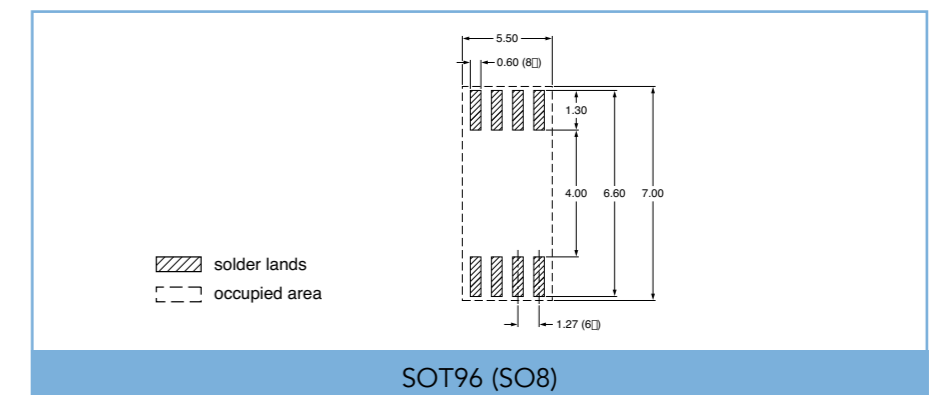 5.50
0.60 (8▯)
1.30
4.00 6.60 7.00
solder lands
occupied area
1.27 (6▯)
SOT96 (SO8)